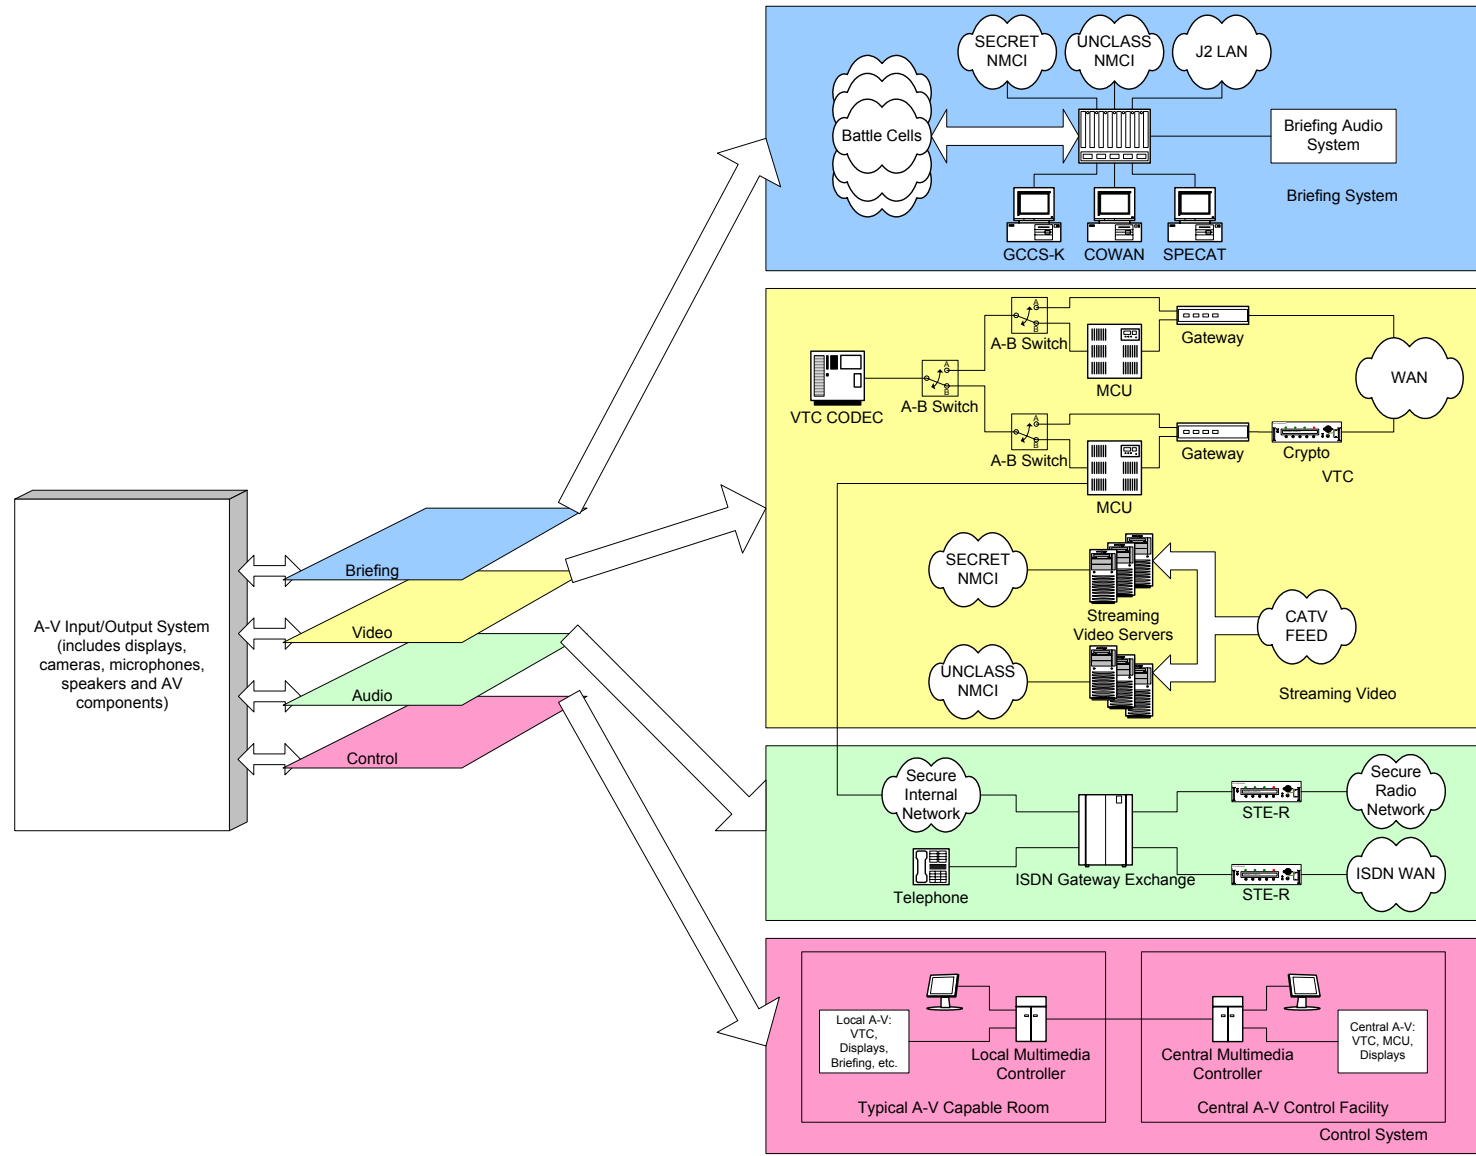 SECRET
NMCI
UNCLASS
NMCI
J2 LAN
Battle Cells
Briefing Audio
System
Briefing System
GCCS-K
COWAN
SPECAT
A
B
A-B Switch
MCU
Gateway
WAN
VTC CODEC
A
B
A-B Switch
A
B
A-B Switch
MCU
Gateway
Crypto
VTC
SECRET
NMCI
Streaming
Video Servers
CATV
FEED
UNCLASS
NMCI
Streaming Video
A-V Input/Output System
(includes displays,
cameras, microphones,
speakers and AV
components)
Briefing
Video
Audio
Control
Secure
Internal
Network
Telephone
ISDN Gateway Exchange
STE-R
Secure
Radio
Network
STE-R
ISDN WAN
Local A-V:
VTC,
Displays,
Briefing, etc.
Local Multimedia
Controller
Typical A-V Capable Room
Central Multimedia
Controller
Central A-V:
VTC, MCU,
Displays
Central A-V Control Facility
Control System